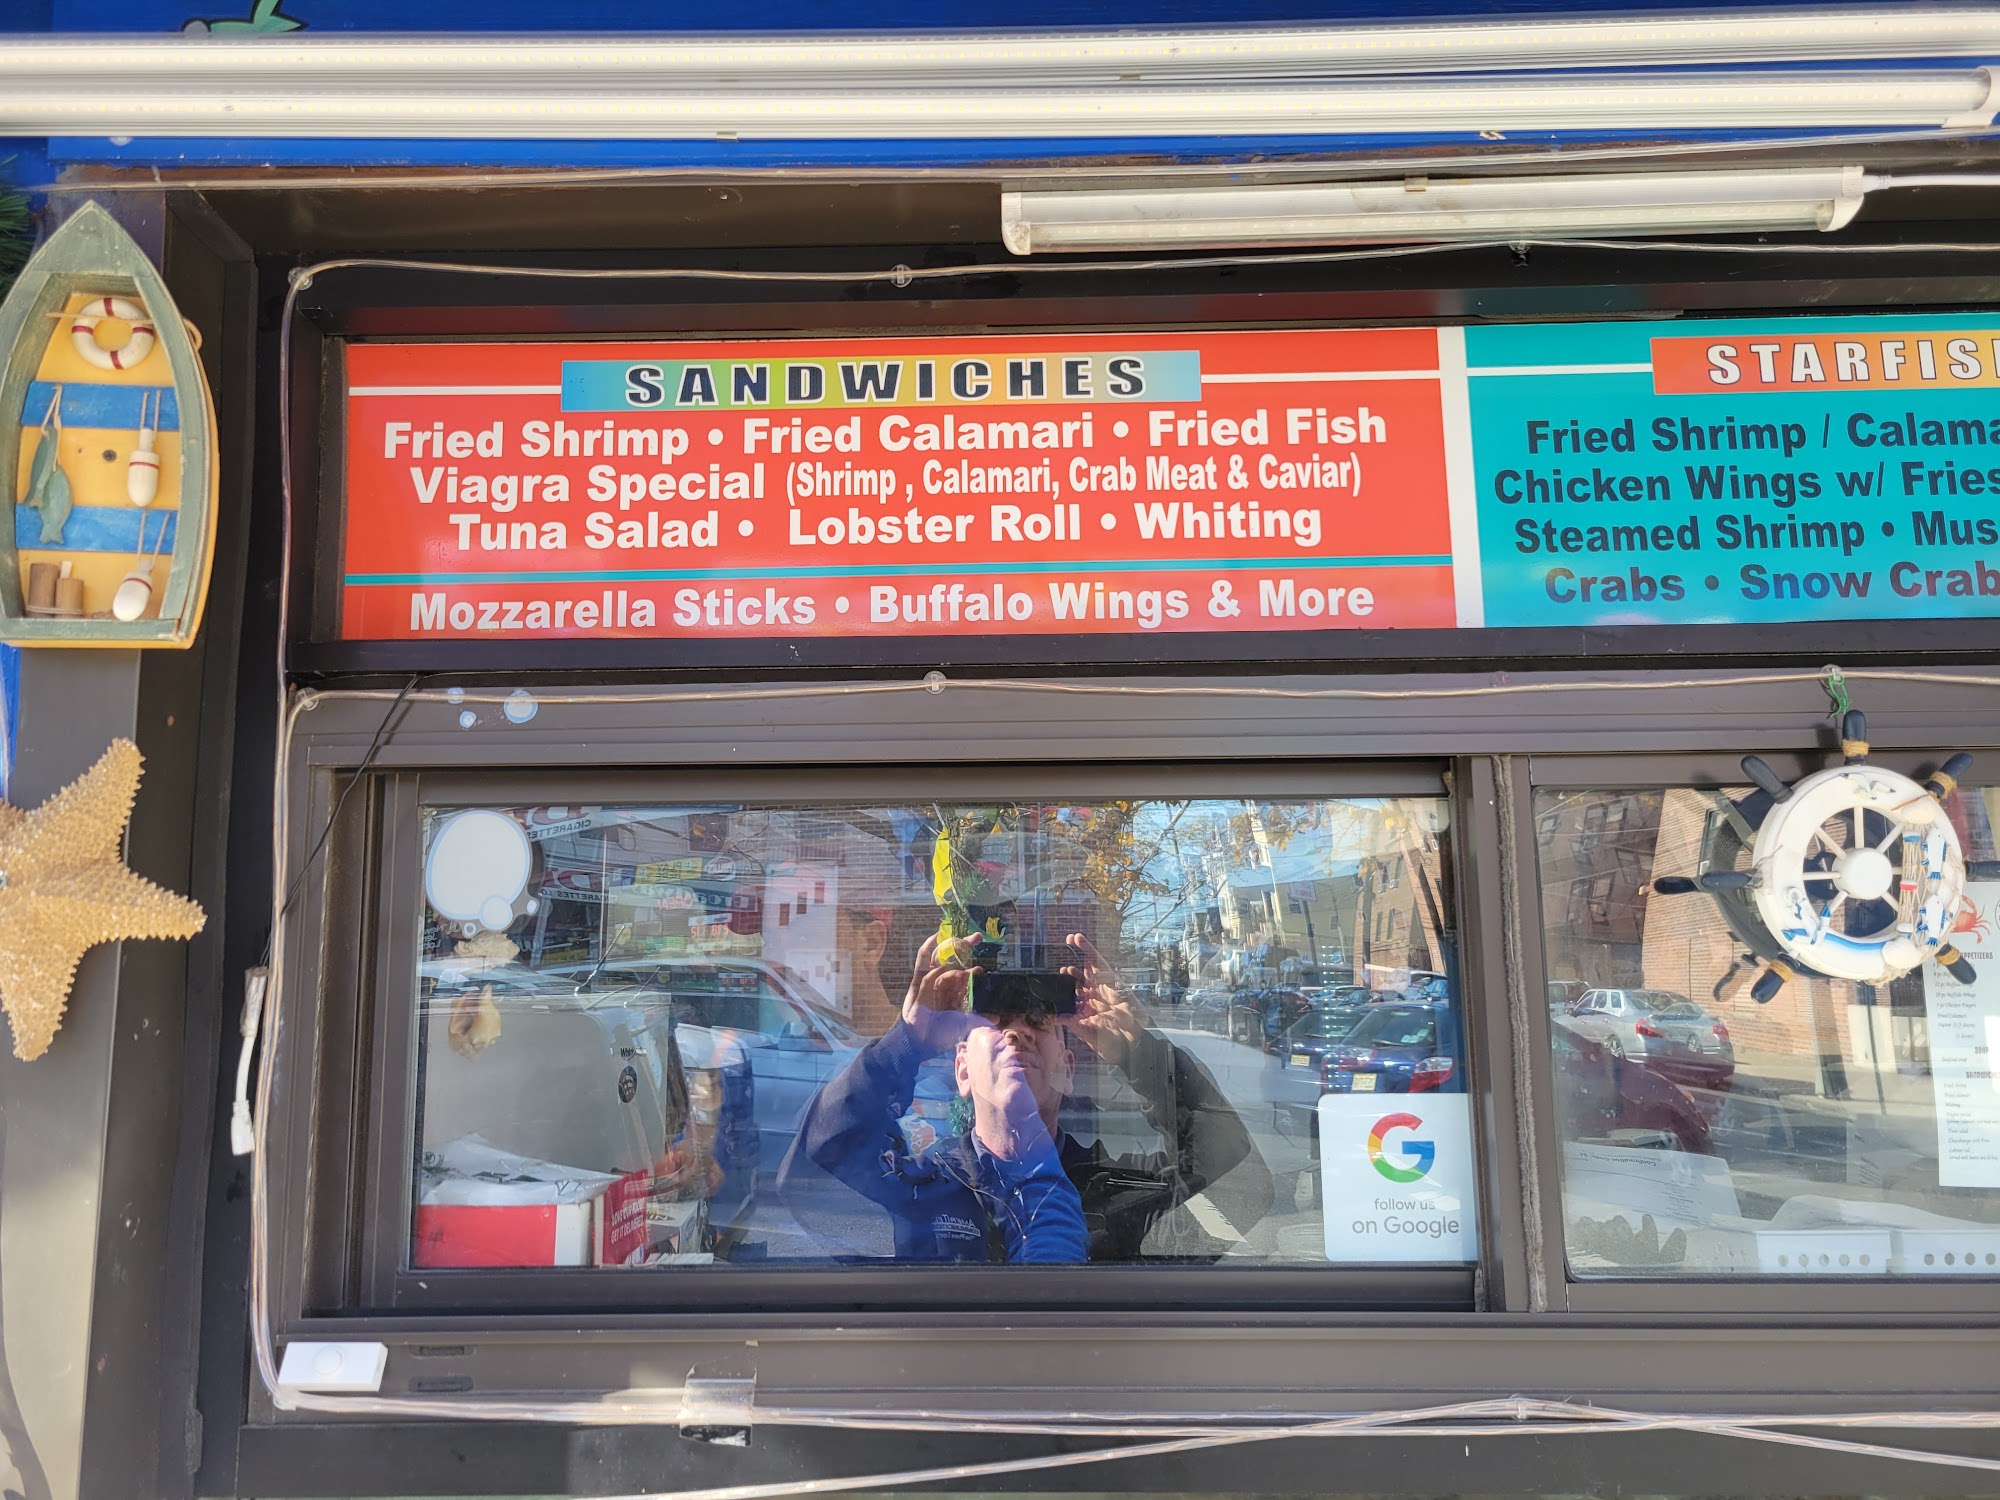 SANDWICHES
Fried Shrimp • Fried Calamari • Fried Fish
Viagra Special (Shrimp , Calamari, Crab Meat & Caviar)
Tuna Salad • Lobster Roll • Whiting
Mozzarella Sticks • Buffalo Wings & More
STARFIS
Fried Shrimp / Calama
Chicken Wings w/ Fries
Steamed Shrimp • Mus
Crabs • Snow Crab
G
follow us
on Google